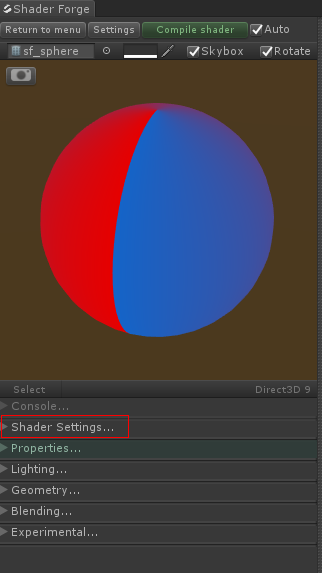 Shader Forge
Return to menu Settings Compile shader Auto
sf_sphere Skybox Rotate
Select Direct3D 9
Console...
Shader Settings...
Properties...
Lighting...
Geometry...
Blending...
Experimental...